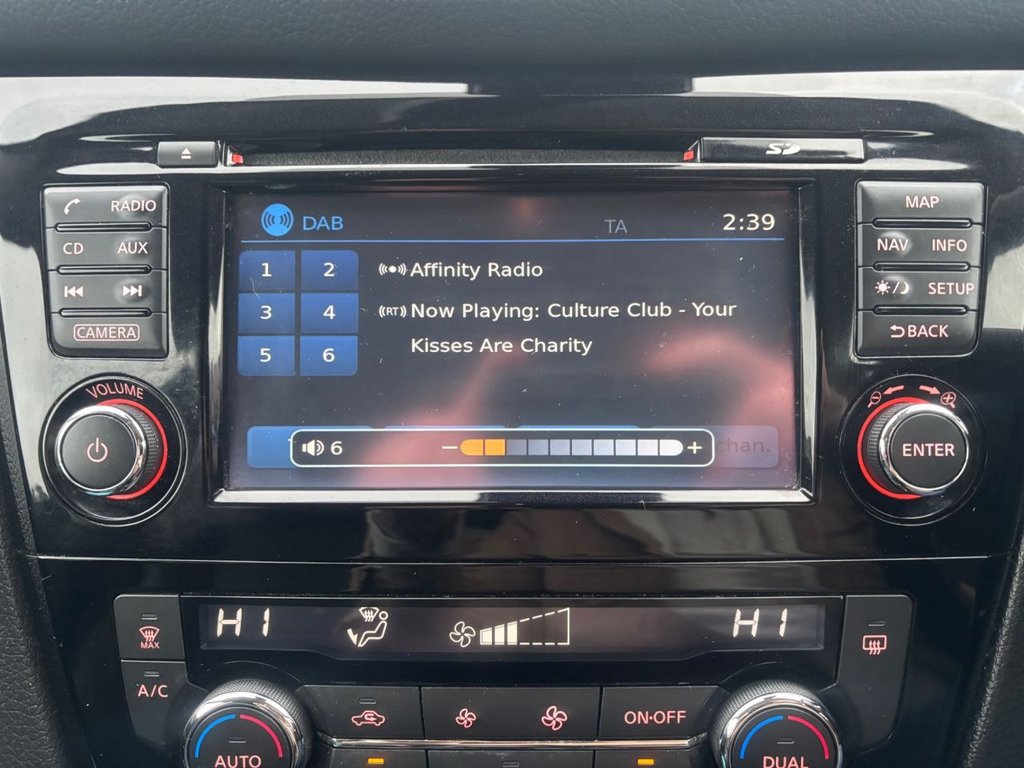 SD
RADIO
CD AUX
CAMERA
VOLUME
DAB TA 2:39
1 2
3 4
5 6
Affinity Radio
(RT) Now Playing: Culture Club - Your
Kisses Are Charity
6 − +
chan.
MAP
NAV INFO
SETUP
BACK
ENTER
HI HI
MAX
A/C
AUTO
ON·OFF
DUAL